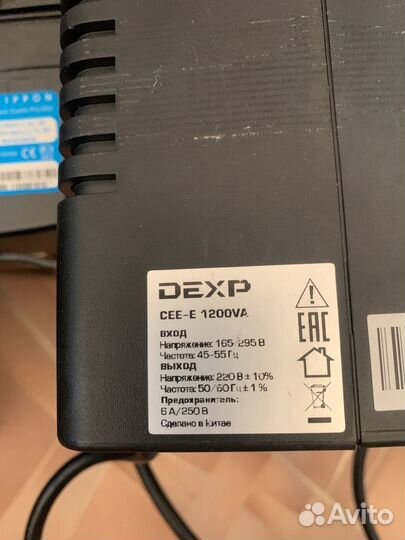 IPPON
DEXP
CEE-E 1200VA
ВХОД
Напряжение: 165/295 В
Частота: 45-55 Гц
ВЫХОД
Напряжение: 220 В ± 10%
Частота: 50/60 Гц ± 1 %
Предохранитель:
6 А/250 В
Сделано в Китае
EAC
Avito